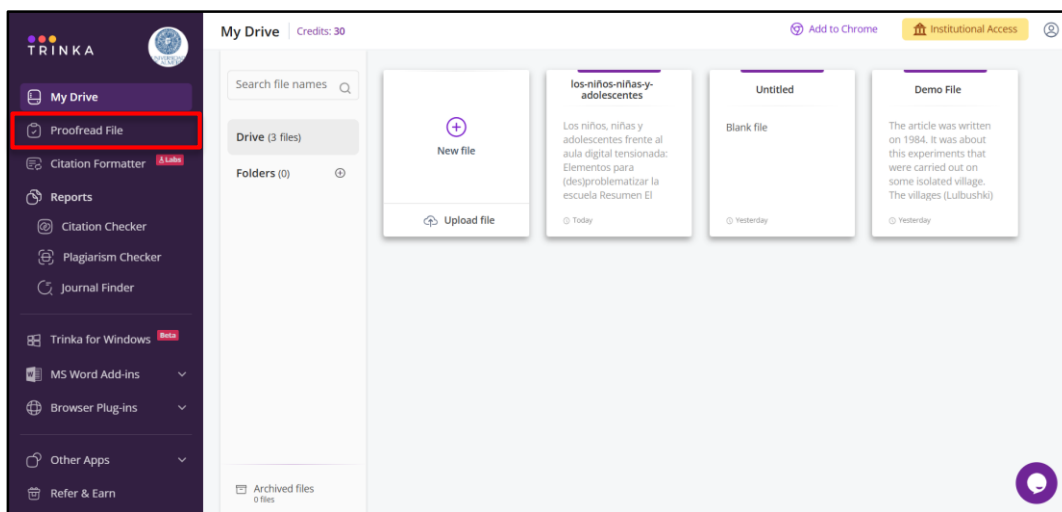 TRINKA
My Drive
Proofread File
Citation Formatter Labs
Reports
Citation Checker
Plagiarism Checker
Journal Finder
Trinka for Windows Beta
MS Word Add-ins
Browser Plug-ins
Other Apps
Refer & Earn
My Drive Credits: 30
Add to Chrome
Institutional Access
Search file names
Drive (3 files)
Folders (0)
Archived files
0 files
New file
Upload file
los-niños-niñas-y-
adolescentes
Los niños, niñas y
adolescentes frente al
aula digital tensionada:
Elementos para
(des)problematizar la
escuela Resumen El
Today
Untitled
Blank file
Yesterday
Demo File
The article was written
on 1984. It was about
this experiments that
were carried out on
some isolated village.
The villages (Lulbushki)
Yesterday